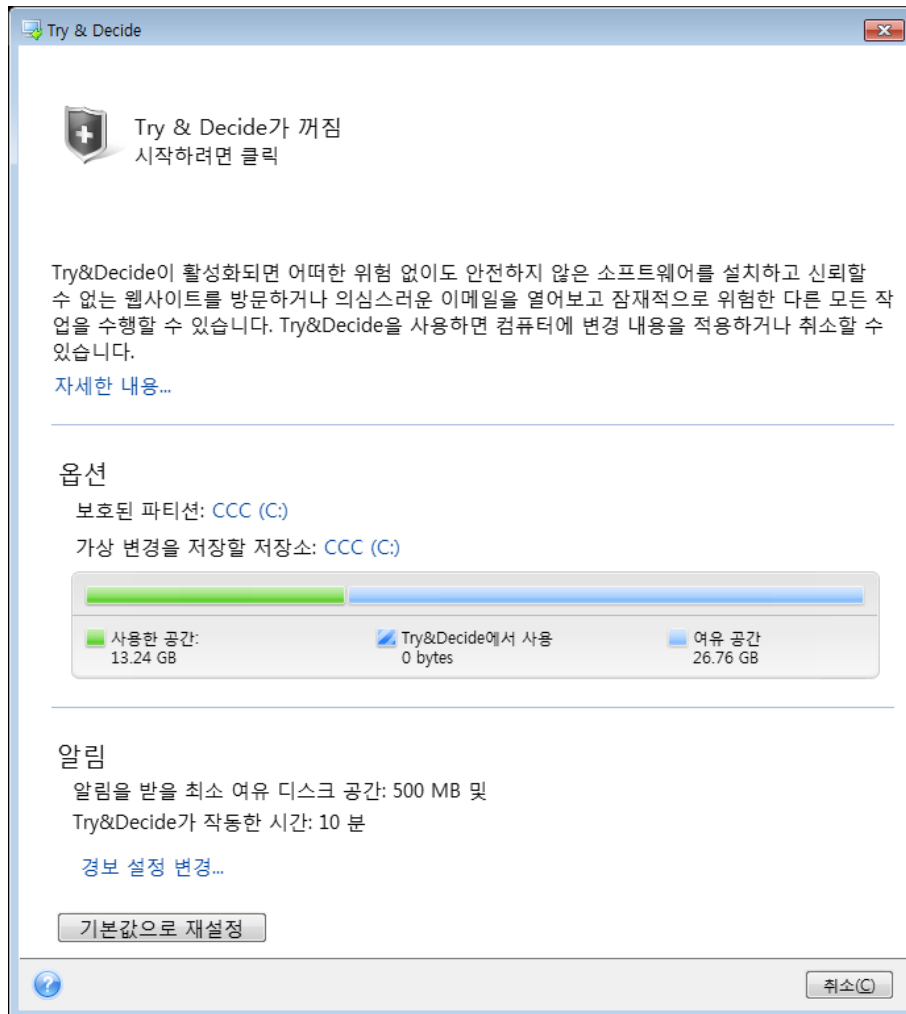 Try & Decide
Try & Decide가 꺼짐
시작하려면 클릭
Try&Decide이 활성화되면 어떠한 위험 없이도 안전하지 않은 소프트웨어를 설치하고 신뢰할
수 없는 웹사이트를 방문하거나 의심스러운 이메일을 열어보고 잠재적으로 위험한 다른 모든 작
업을 수행할 수 있습니다. Try&Decide을 사용하면 컴퓨터에 변경 내용을 적용하거나 취소할 수
있습니다.
자세한 내용...
옵션
보호된 파티션: CCC (C:)
가상 변경을 저장할 저장소: CCC (C:)
사용한 공간: Try&Decide에서 사용 여유 공간
13.24 GB 0 bytes 26.76 GB
알림
알림을 받을 최소 여유 디스크 공간: 500 MB 및
Try&Decide가 작동한 시간: 10 분
경보 설정 변경...
기본값으로 재설정
취소(C)